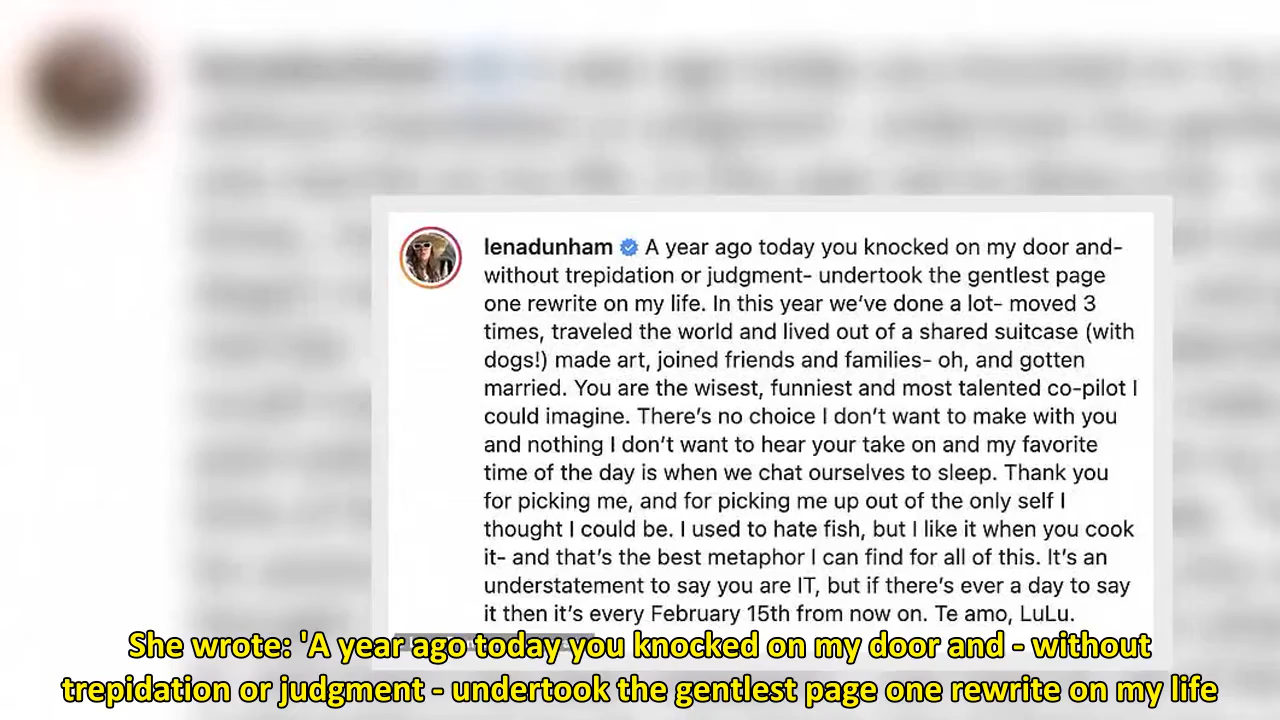 lenadunham A year ago today you knocked on my door and-
without trepidation or judgment- undertook the gentlest page
one rewrite on my life. In this year we've done a lot- moved 3
times, traveled the world and lived out of a shared suitcase (with
dogs!) made art, joined friends and families- oh, and gotten
married. You are the wisest, funniest and most talented co-pilot I
could imagine. There's no choice I don't want to make with you
and nothing I don't want to hear your take on and my favorite
time of the day is when we chat ourselves to sleep. Thank you
for picking me, and for picking me up out of the only self I
thought I could be. I used to hate fish, but I like it when you cook
it- and that's the best metaphor I can find for all of this. It's an
understatement to say you are IT, but if there's ever a day to say
it then it's every February 15th from now on. Te amo, LuLu.
She wrote: 'A year ago today you knocked on my door and - without
trepidation or judgment - undertook the gentlest page one rewrite on my life